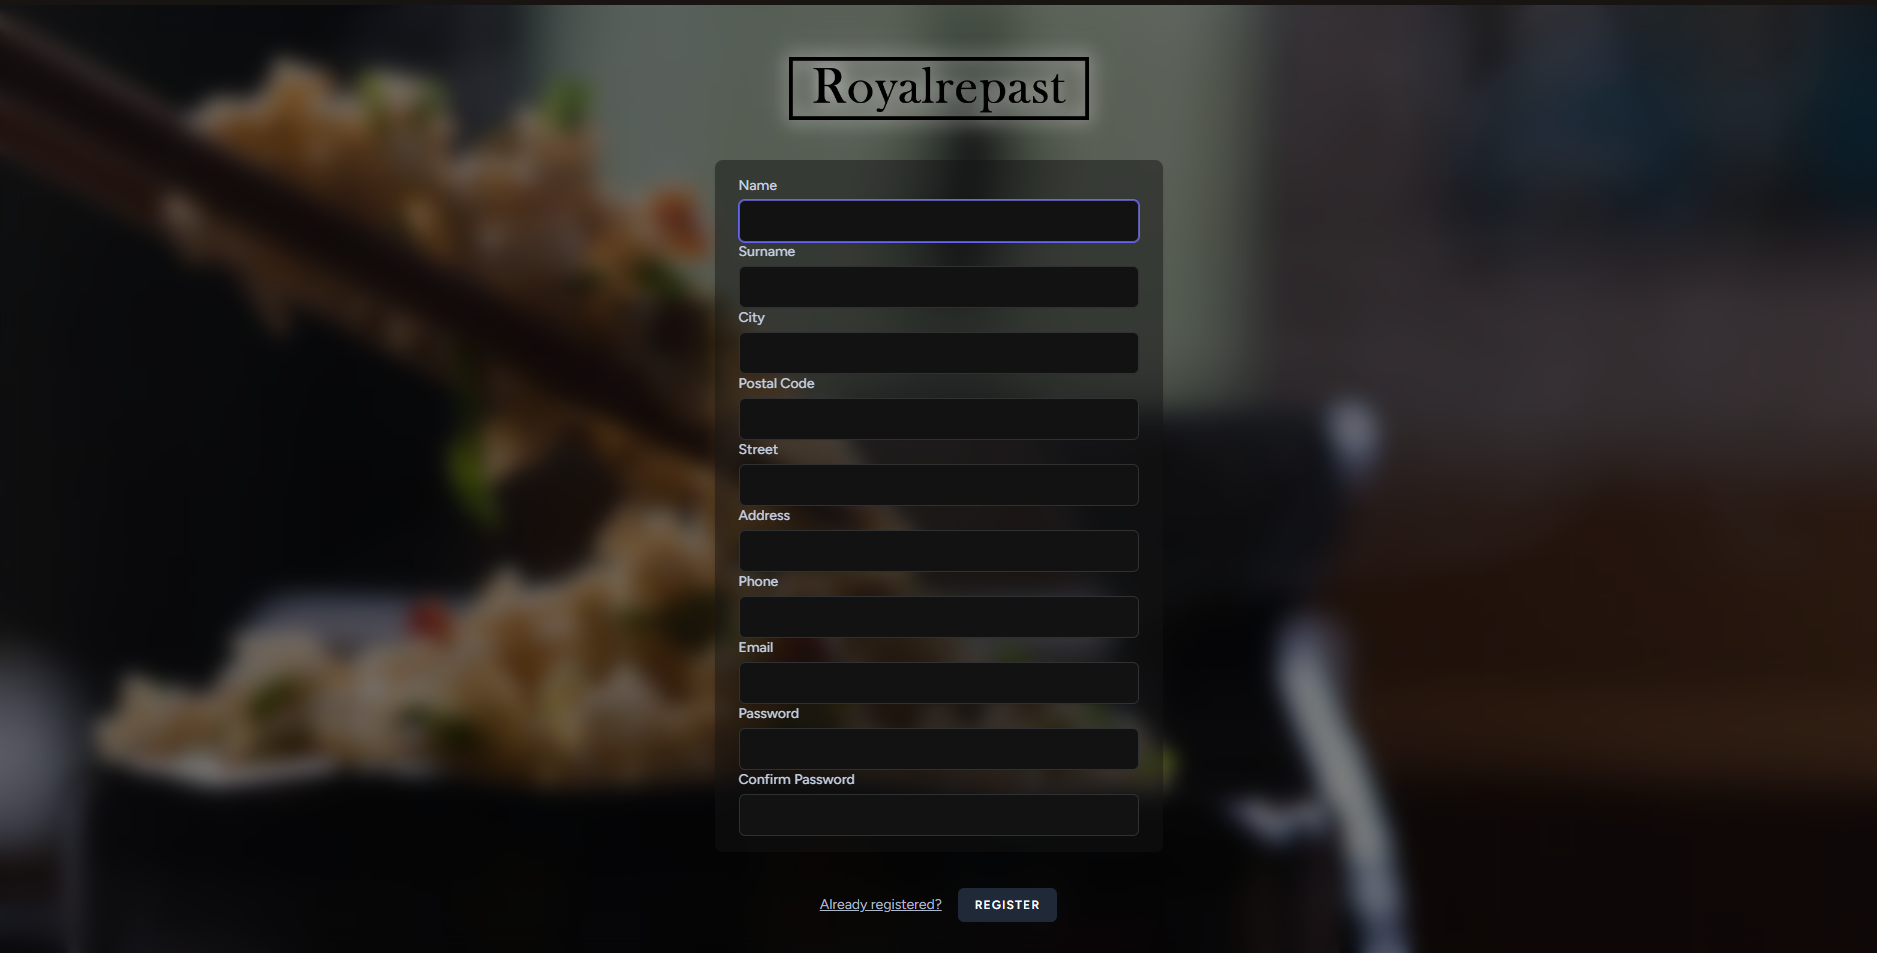 Royalrepast
Name
Surname
City
Postal Code
Street
Address
Phone
Email
Password
Confirm Password
Already registered? REGISTER